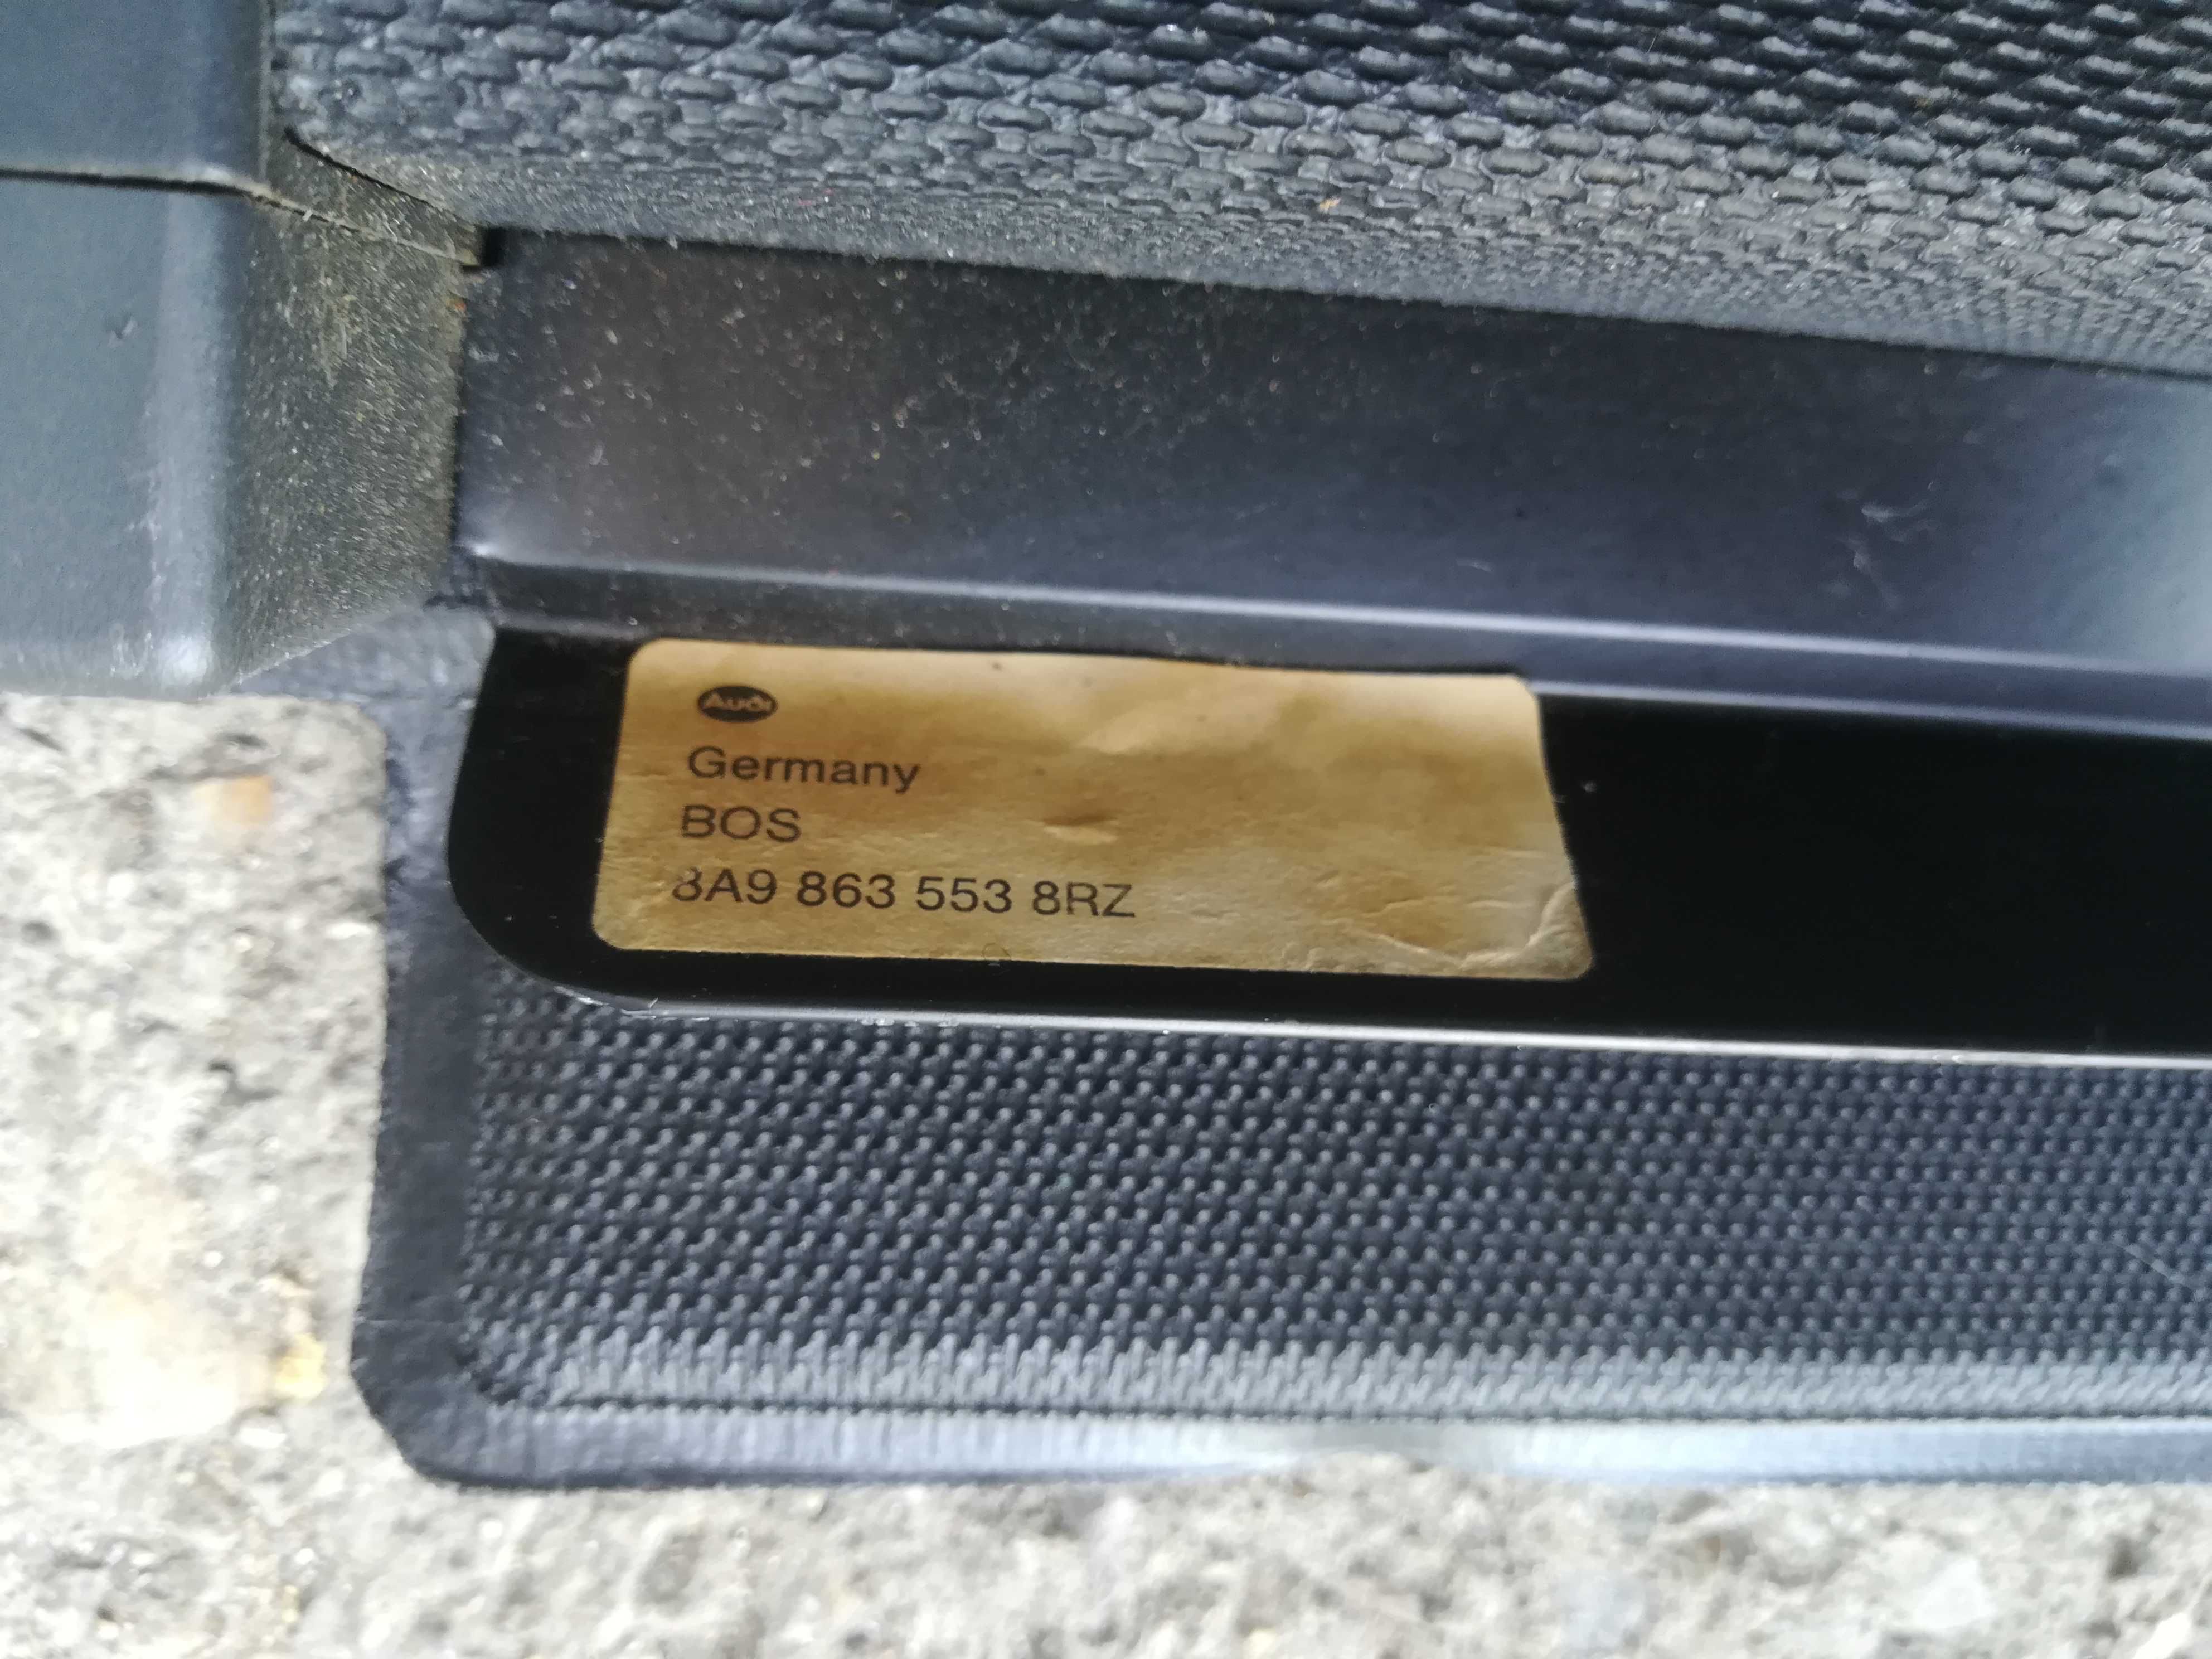 Audi
Germany
BOS
8A9 863 553 8RZ